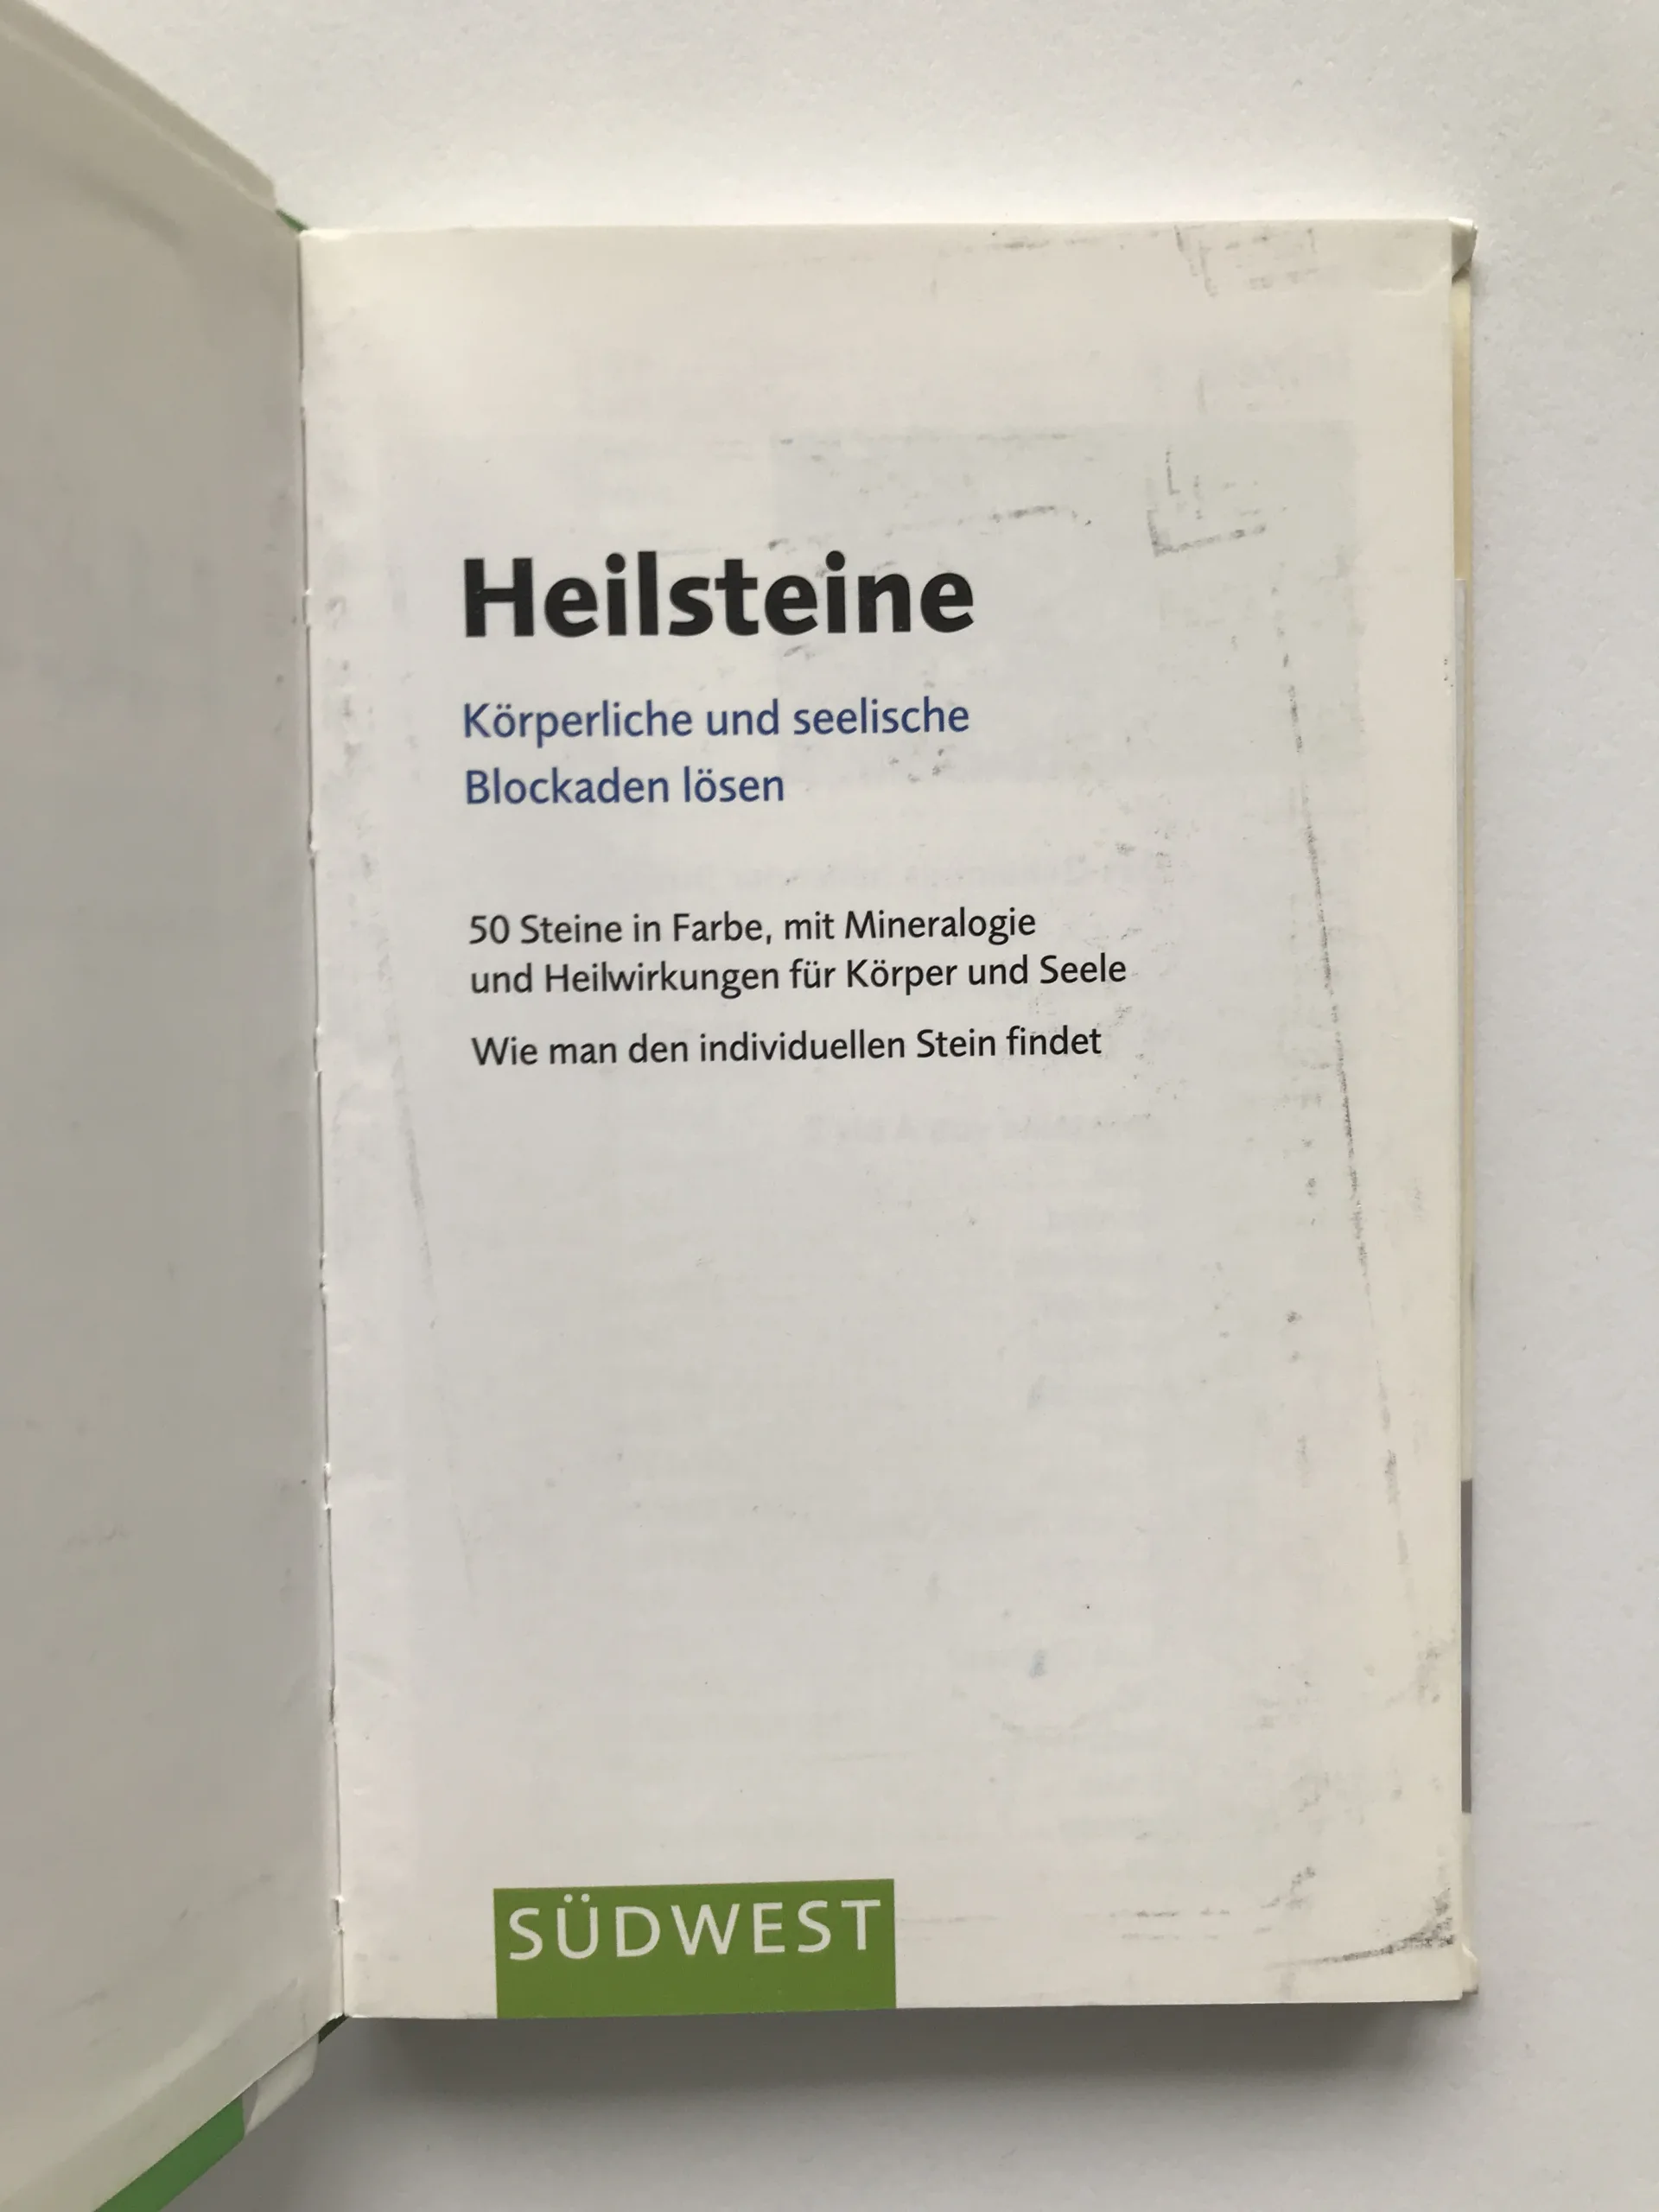 Heilsteine
Körperliche und seelische
Blockaden lösen
50 Steine in Farbe, mit Mineralogie
und Heilwirkungen für Körper und Seele
Wie man den individuellen Stein findet
SÜDWEST